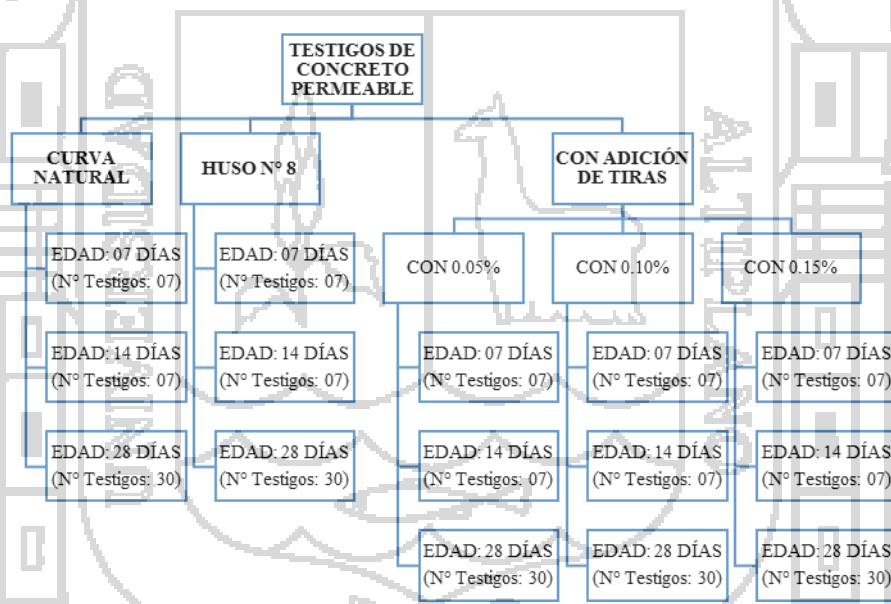 TESTIGOS DE
CONCRETO
PERMEABLE
CURVA
NATURAL
HUSO N° 8
CON ADICIÓN
DE TIRAS
EDAD: 07 DÍAS
(N° Testigos: 07)
EDAD: 14 DÍAS
(N° Testigos: 07)
EDAD: 28 DÍAS
(N° Testigos: 30)
EDAD: 07 DÍAS
(N° Testigos: 07)
EDAD: 14 DÍAS
(N° Testigos: 07)
EDAD: 28 DÍAS
(N° Testigos: 30)
CON 0.05%
EDAD: 07 DÍAS
(N° Testigos: 07)
EDAD: 14 DÍAS
(N° Testigos: 07)
EDAD: 28 DÍAS
(N° Testigos: 30)
CON 0.10%
EDAD: 07 DÍAS
(N° Testigos: 07)
EDAD: 14 DÍAS
(N° Testigos: 07)
EDAD: 28 DÍAS
(N° Testigos: 30)
CON 0.15%
EDAD: 07 DÍAS
(N° Testigos: 07)
EDAD: 14 DÍAS
(N° Testigos: 07)
EDAD: 28 DÍAS
(N° Testigos: 30)
UNIVERSIDAD